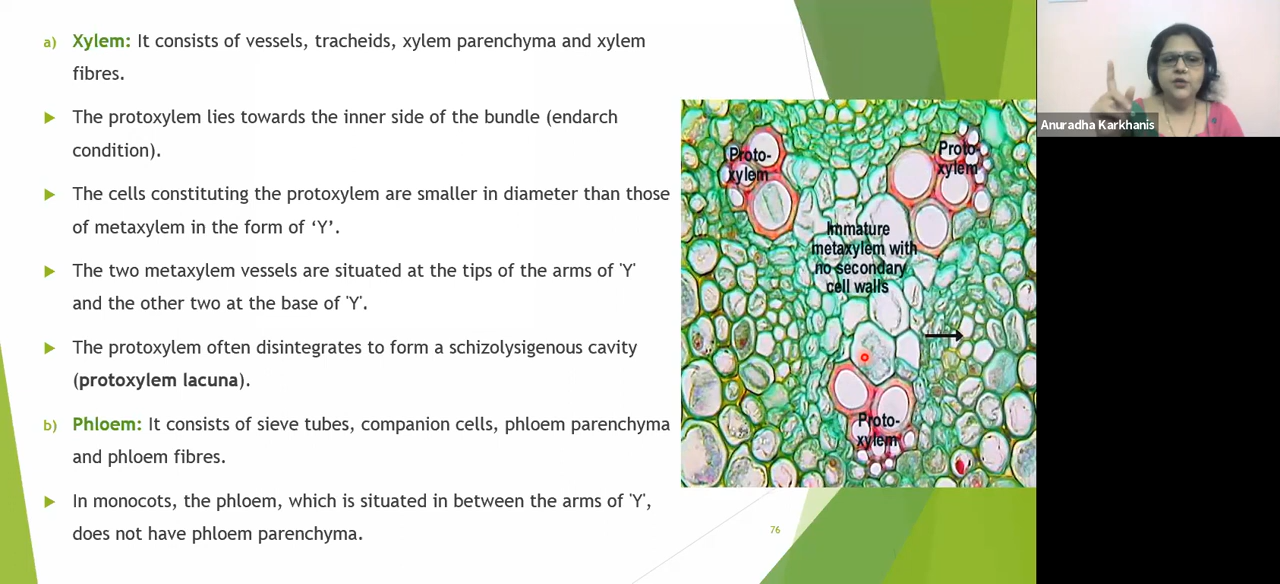 a) Xylem: It consists of vessels, tracheids, xylem parenchyma and xylem
fibres.
The protoxylem lies towards the inner side of the bundle (endarch
condition).
The cells constituting the protoxylem are smaller in diameter than those
of metaxylem in the form of ‘Y’.
The two metaxylem vessels are situated at the tips of the arms of 'Y'
and the other two at the base of 'Y'.
The protoxylem often disintegrates to form a schizolysigenous cavity
(protoxylem lacuna).
b) Phloem: It consists of sieve tubes, companion cells, phloem parenchyma
and phloem fibres.
In monocots, the phloem, which is situated in between the arms of 'Y',
does not have phloem parenchyma.
76
Proto-
xylem
Proto-
xylem
Immature
metaxylem with
no secondary
cell walls
Proto-
xylem
Anuradha Karkhanis